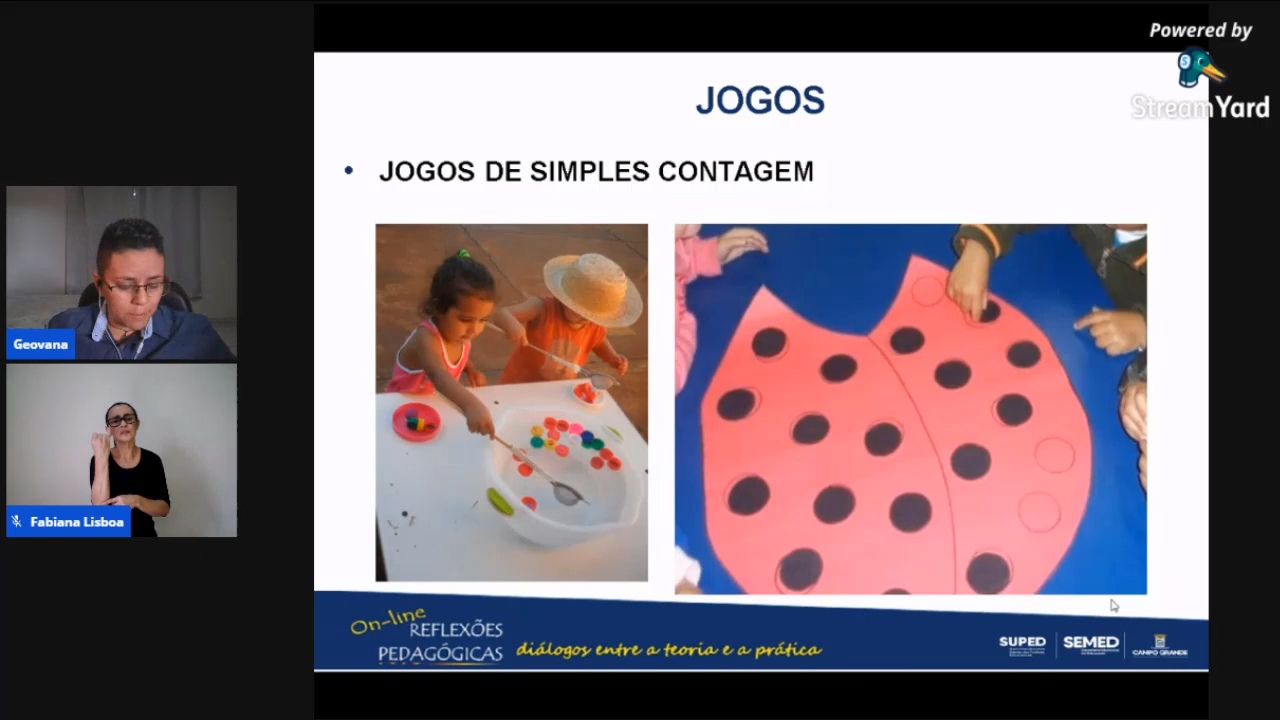 Powered by
StreamYard
JOGOS
• JOGOS DE SIMPLES CONTAGEM
Geovana
Fabiana Lisboa
On-line
REFLEXÕES
PEDAGÓGICAS
diálogos entre a teoria e a prática
SUPED
SEMED
CAMPO GRANDE